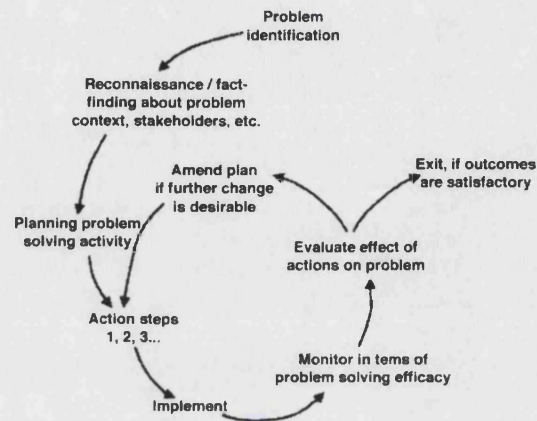 Problem
identification
Reconnaissance / fact-
finding about problem
context, stakeholders, etc.
Amend plan
if further change
is desirable
Exit, if outcomes
are satisfactory
Planning problem
solving activity
Evaluate effect of
actions on problem
Action steps
1, 2, 3...
Monitor in tems of
problem solving efficacy
Implement